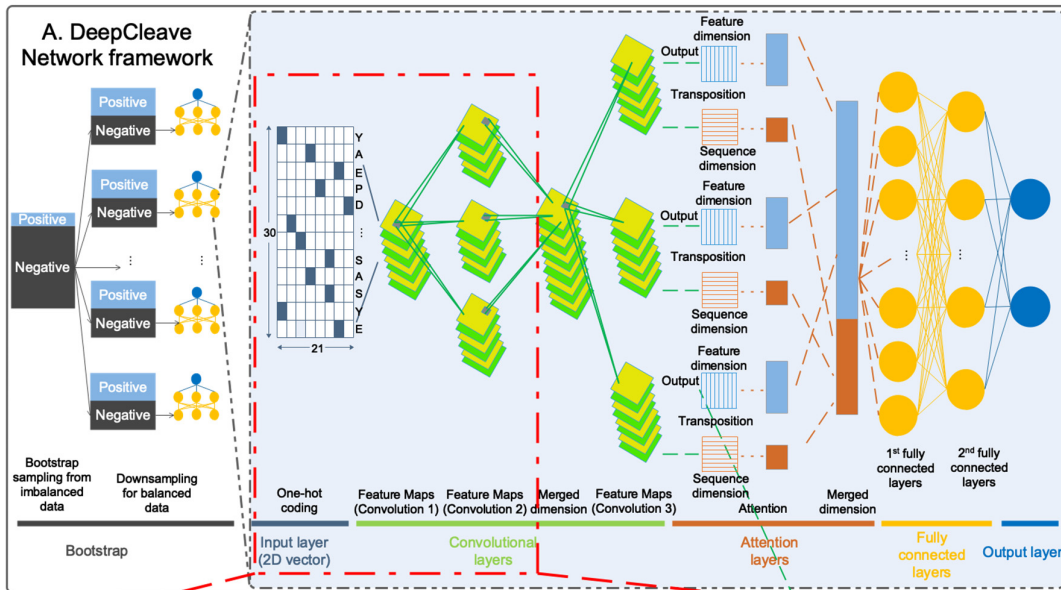 A. DeepCleave
Network framework
Positive
Negative
Positive
Negative
Positive
Negative
...
...
Positive
Negative
Positive
Negative
Bootstrap
sampling from
imbalanced
data
Downsampling
for balanced
data
Bootstrap
30
21
Y
A
E
P
D
...
S
A
S
Y
E
One-hot
coding
Input layer
(2D vector)
Feature Maps
(Convolution 1)
Feature Maps
(Convolution 2)
Merged
dimension
Feature Maps
(Convolution 3)
Convolutional
layers
Feature
dimension
Output
Transposition
Sequence
dimension
Feature
dimension
Output
Transposition
Sequence
dimension
Feature
dimension
Output
Transposition
Sequence
dimension
Attention
Merged dimension
Attention
layers
...
...
1st fully
connected
layers
2nd fully
connected
layers
Fully
connected
layers
Output layer